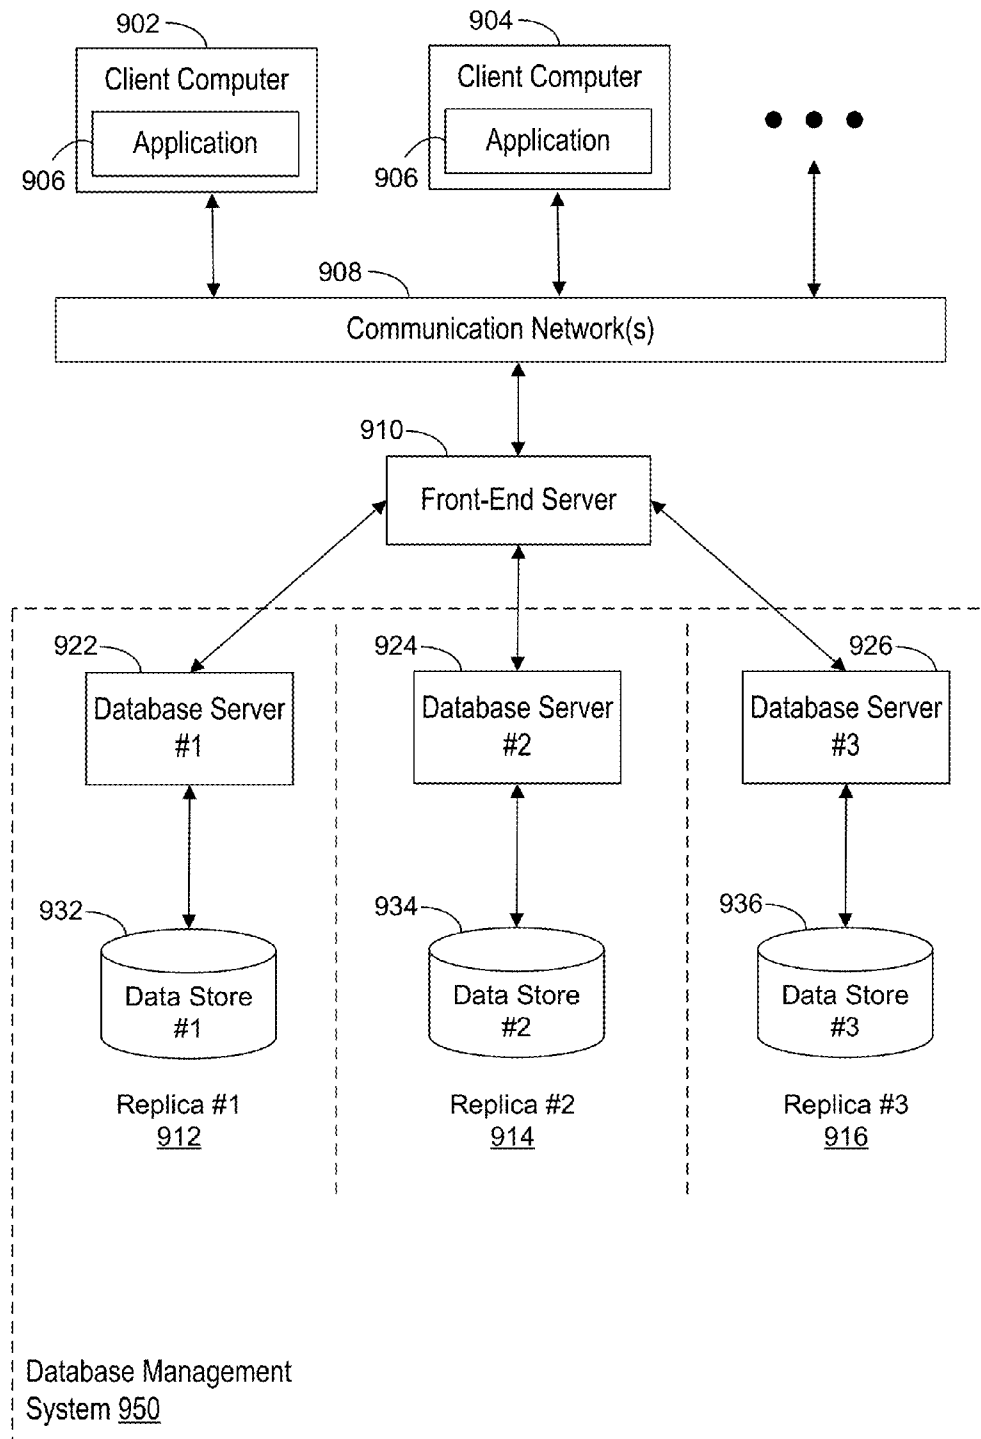 902
904
Client Computer
Client Computer
Application
Application
906
906
908
Communication Network(s)
910
Front-End Server
922
924
926
Database Server
#1
Database Server
#2
Database Server
#3
932
934
936
Data Store
#1
Data Store
#2
Data Store
#3
Replica #1
912
Replica #2
914
Replica #3
916
Database Management
System 950